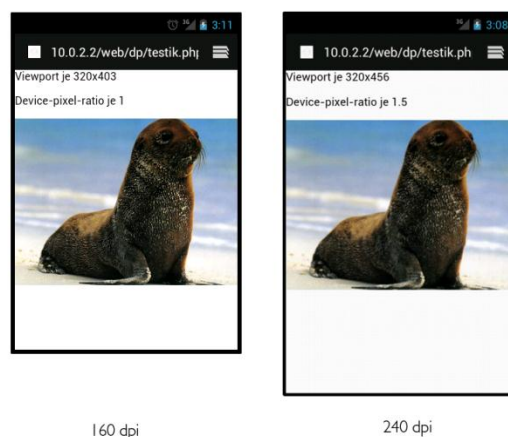 3G 3:11
10.0.2.2/web/dp/testik.php
Viewport je 320x403
Device-pixel-ratio je 1
160 dpi
3G 3:08
10.0.2.2/web/dp/testik.ph
Viewport je 320x456
Device-pixel-ratio je 1.5
240 dpi